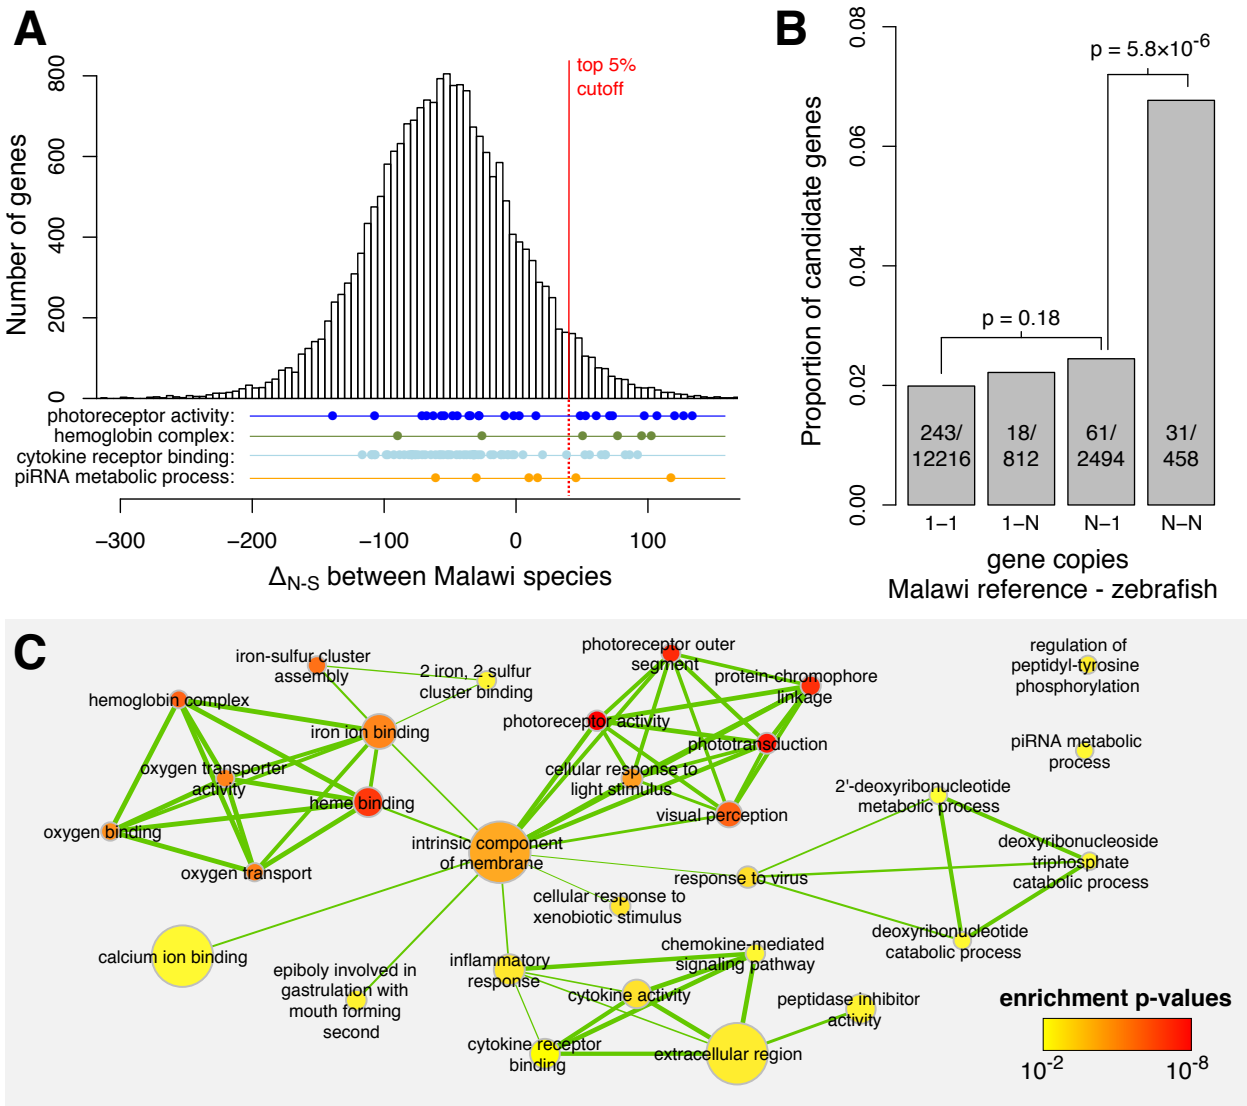 A
top 5%
cutoff
Number of genes
800
600
400
200
0
photoreceptor activity:
hemoglobin complex:
cytokine receptor binding:
piRNA metabolic process:
−300
−200
−100
0
100
ΔN-S between Malawi species
B
p = 5.8×10-6
p = 0.18
Proportion of candidate genes
0.08
0.06
0.04
0.02
0.00
243/
12216
18/
812
61/
2494
31/
458
1−1
1−N
N−1
N−N
gene copies
Malawi reference - zebrafish
C
iron-sulfur cluster
assembly
2 iron, 2 sulfur
cluster binding
hemoglobin complex
iron ion binding
oxygen transporter
activity
heme binding
oxygen binding
oxygen transport
photoreceptor outer
segment
protein-chromophore
linkage
photoreceptor activity
phototransduction
cellular response to
light stimulus
visual perception
regulation of
peptidyl-tyrosine
phosphorylation
piRNA metabolic
process
2'-deoxyribonucleotide
metabolic process
deoxyribonucleoside
triphosphate
catabolic process
deoxyribonucleotide
catabolic process
intrinsic component
of membrane
response to virus
cellular response to
xenobiotic stimulus
calcium ion binding
epiboly involved in
gastrulation with
mouth forming
second
inflammatory
response
chemokine-mediated
signaling pathway
cytokine activity
peptidase inhibitor
activity
cytokine receptor
binding
extracellular region
enrichment p-values
10-2
10-8